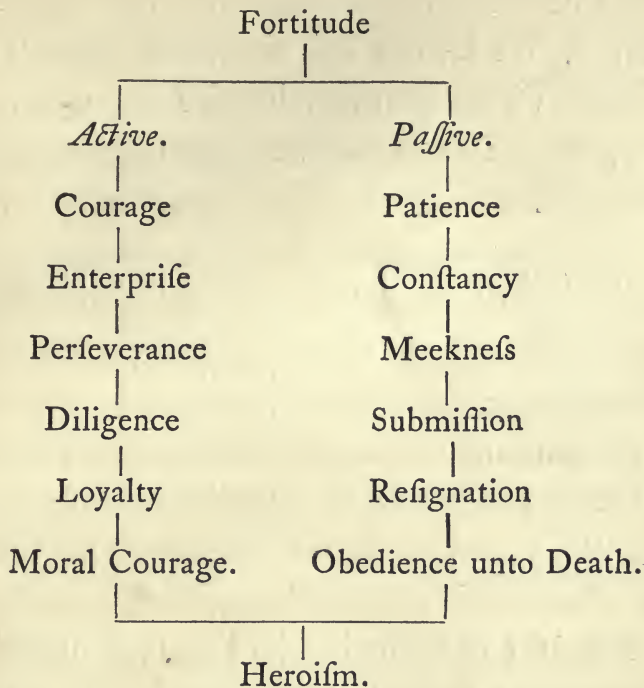 Fortitude
Active. Paſſive.
Courage Patience
Enterpriſe Conſtancy
Perſeverance Meekneſs
Diligence Submiſſion
Loyalty Reſignation
Moral Courage. Obedience unto Death.
Heroiſm.